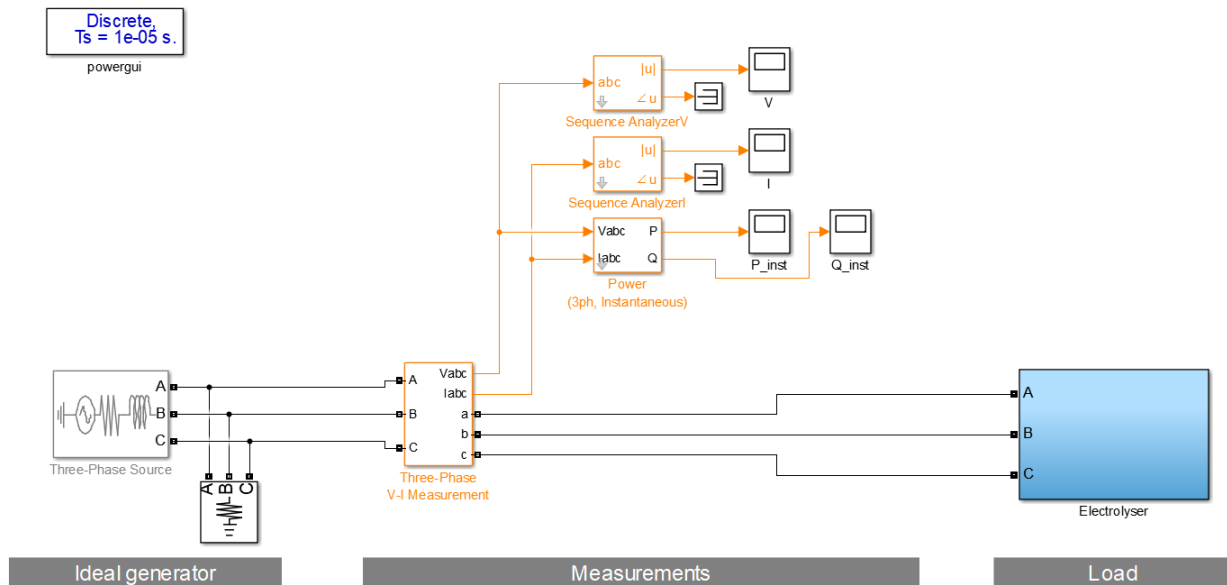 Discrete,
Ts = 1e-05 s.
powergui
|u|
abc
∠u
Sequence AnalyzerV
V
|u|
abc
∠u
Sequence AnalyzerI
I
Vabc
P
Iabc
Q
Power
(3ph, Instantaneous)
P_inst
Q_inst
A
B
C
Three-Phase Source
A
B
C
A
B
C
Vabc
Iabc
a
b
c
Three-Phase
V-I Measurement
A
B
C
Electrolyser
Ideal generator
Measurements
Load